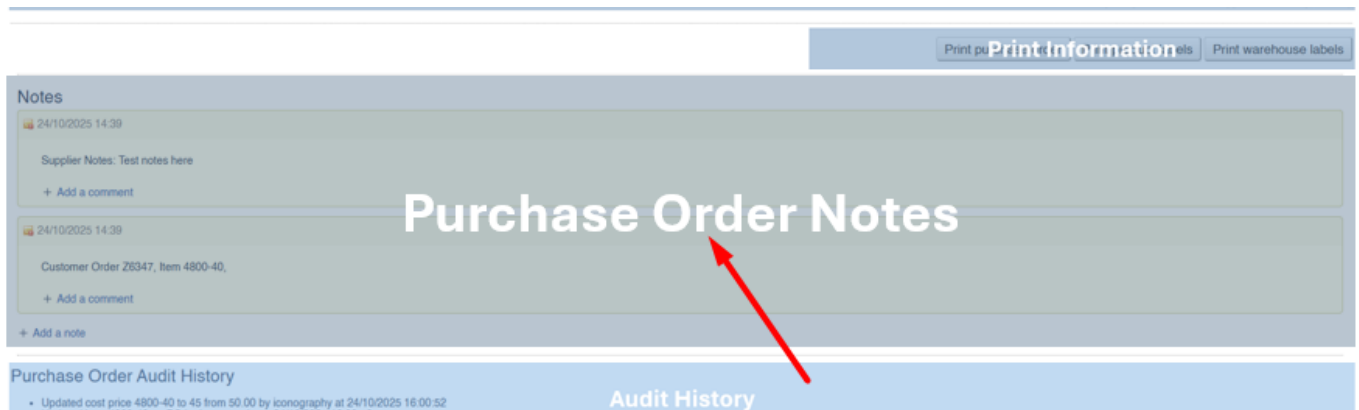 Print Information
Print pu
els
Print warehouse labels
Notes
24/10/2025 14:39
Supplier Notes: Test notes here
+ Add a comment
Purchase Order Notes
24/10/2025 14:39
Customer Order Z6347, Item 4800-40,
+ Add a comment
+ Add a note
Purchase Order Audit History
Audit History
• Updated cost price 4800-40 to 45 from 50.00 by iconography at 24/10/2025 16:00:52